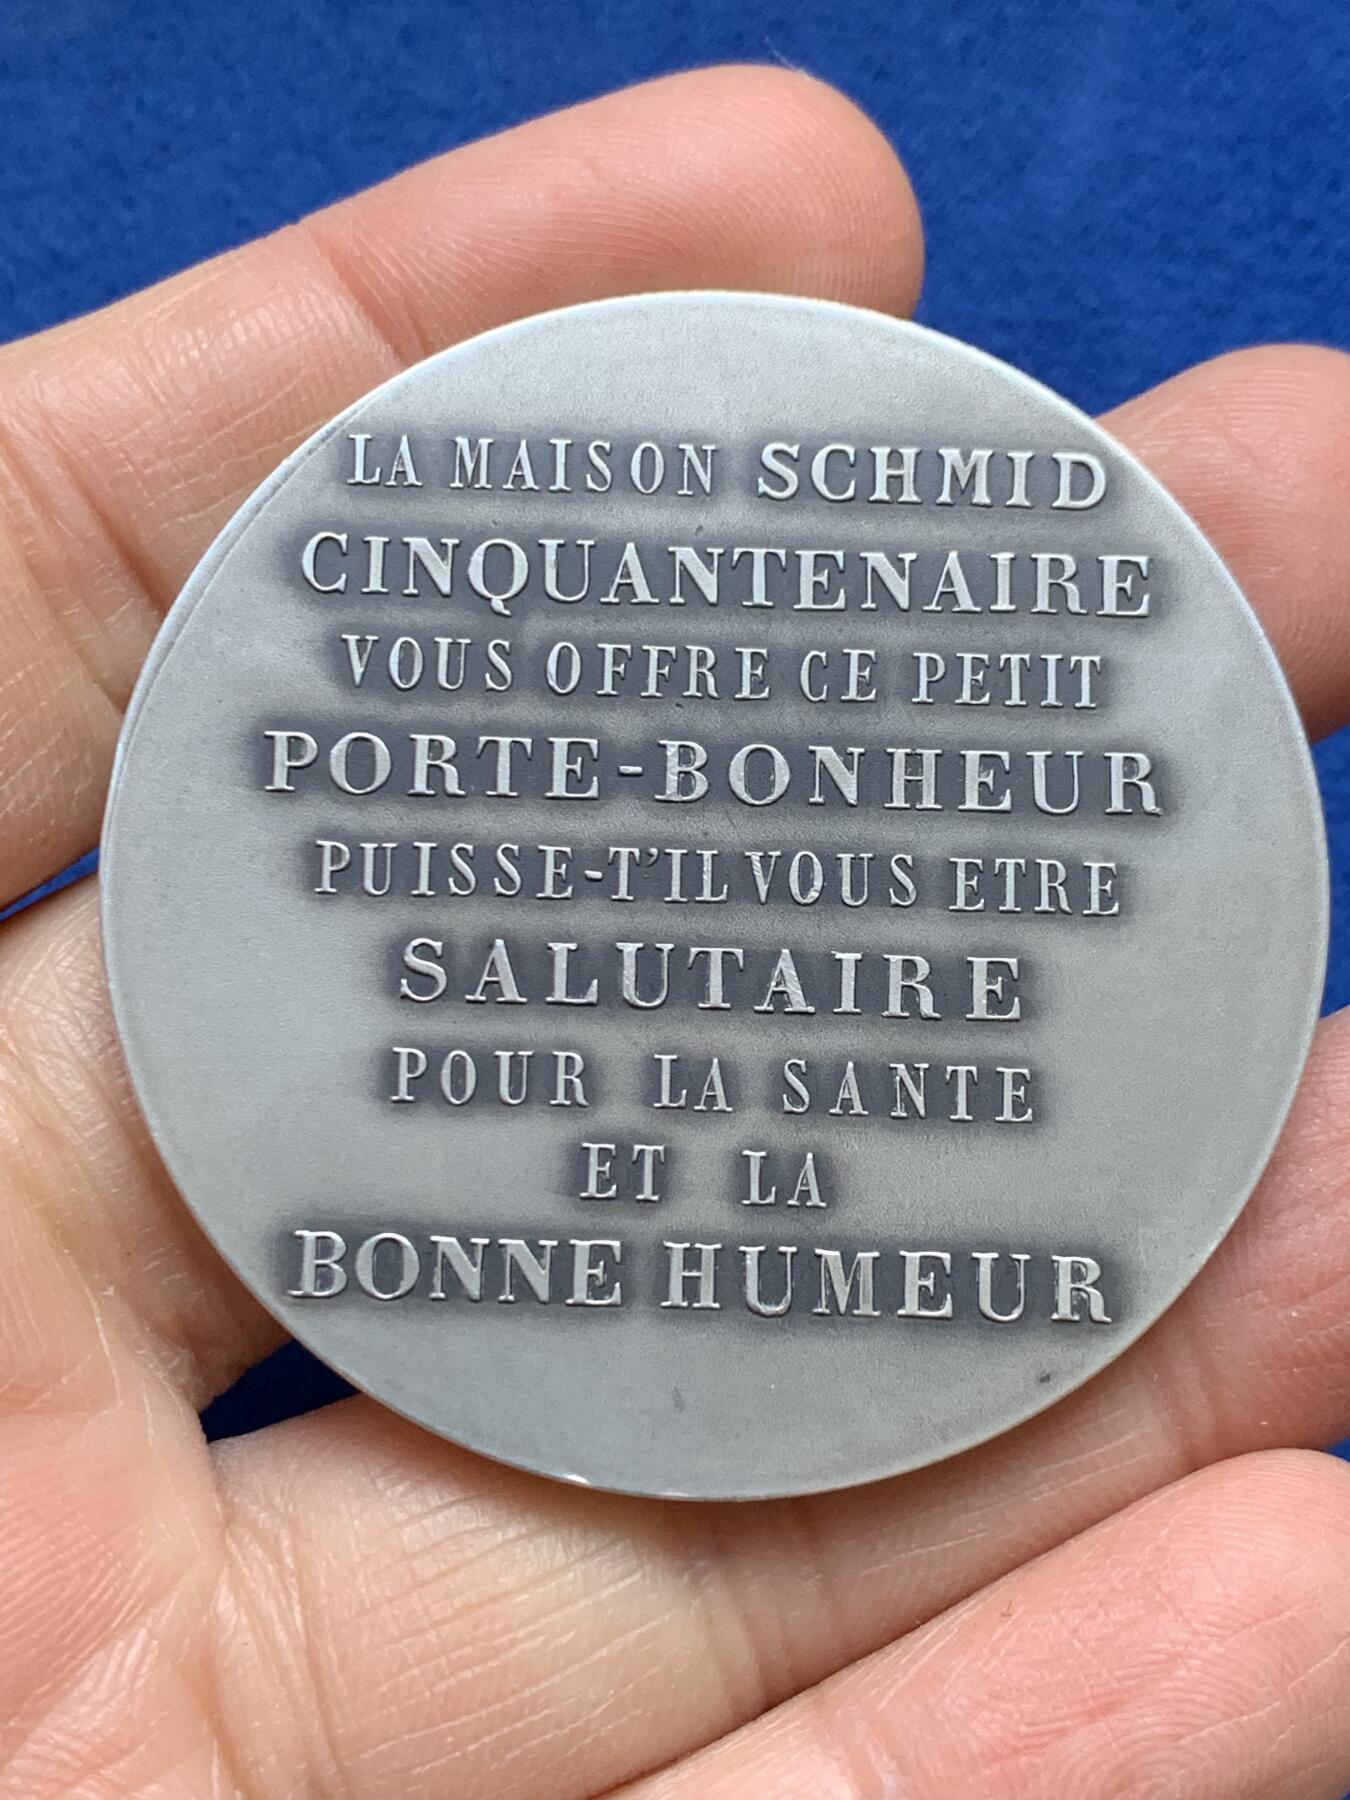 LA MAISON SCHMID
CINQUANTENAIRE
VOUS OFFRE CE PETIT
PORTE-BONHEUR
PUISSE-T'IL VOUS ETRE
SALUTAIRE
POUR LA SANTE
ET LA
BONNE HUMEUR